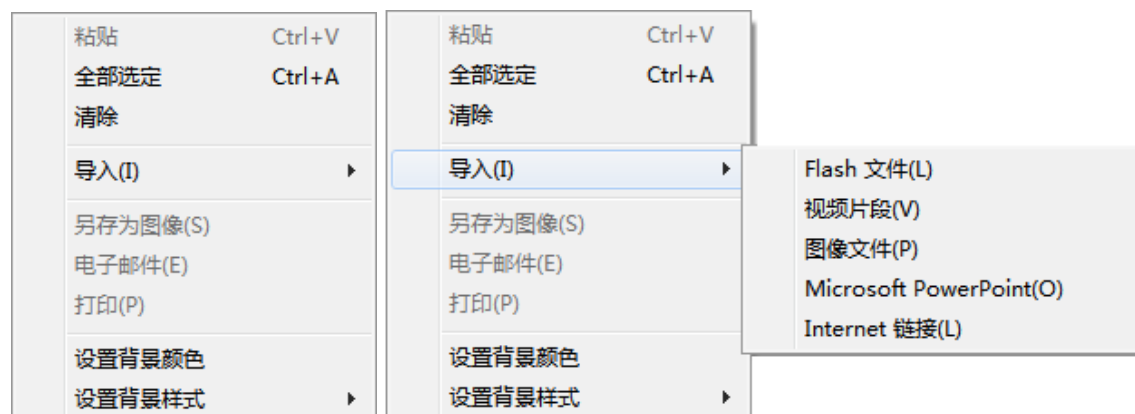 粘贴 Ctrl+V
全部选定 Ctrl+A
清除
导入(I)
另存为图像(S)
电子邮件(E)
打印(P)
设置背景颜色
设置背景样式
粘贴 Ctrl+V
全部选定 Ctrl+A
清除
导入(I)
另存为图像(S)
电子邮件(E)
打印(P)
设置背景颜色
设置背景样式
Flash 文件(L)
视频片段(V)
图像文件(P)
Microsoft PowerPoint(O)
Internet 链接(L)